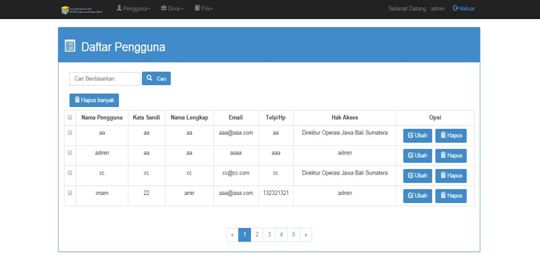 Pengguna Divisi File Selamat Datang : admin Keluar
Daftar Pengguna
Cari Berdasarkan.. Cari
Hapus banyak
Nama Pengguna Kata Sandi Nama Lengkap Email Telp/Hp Hak Akses Opsi
aa aa aa aaa@aaa.com aa Direktur Operasi Jawa Bali Sumatera Ubah Hapus
admin aa aa aaaa aaa admin Ubah Hapus
cc cc cc cc@cc.com cc Direktur Operasi Jawa Bali Sumatera Ubah Hapus
imam 22 amir aaa@aaa.com 132321321 admin Ubah Hapus
« 1 2 3 4 5 »